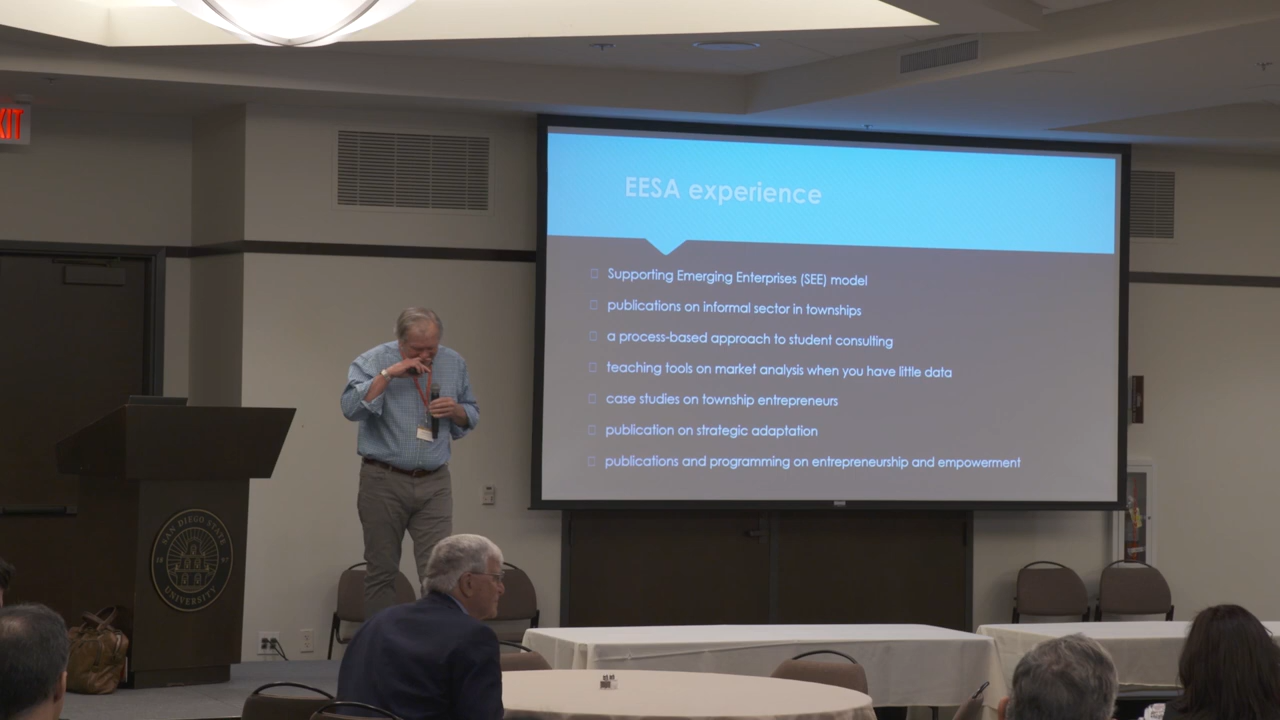 EXIT
EESA experience
Supporting Emerging Enterprises (SEE) model
publications on informal sector in townships
a process-based approach to student consulting
teaching tools on market analysis when you have little data
case studies on township entrepreneurs
publication on strategic adaptation
publications and programming on entrepreneurship and empowerment
SAN DIEGO STATE
UNIVERSITY